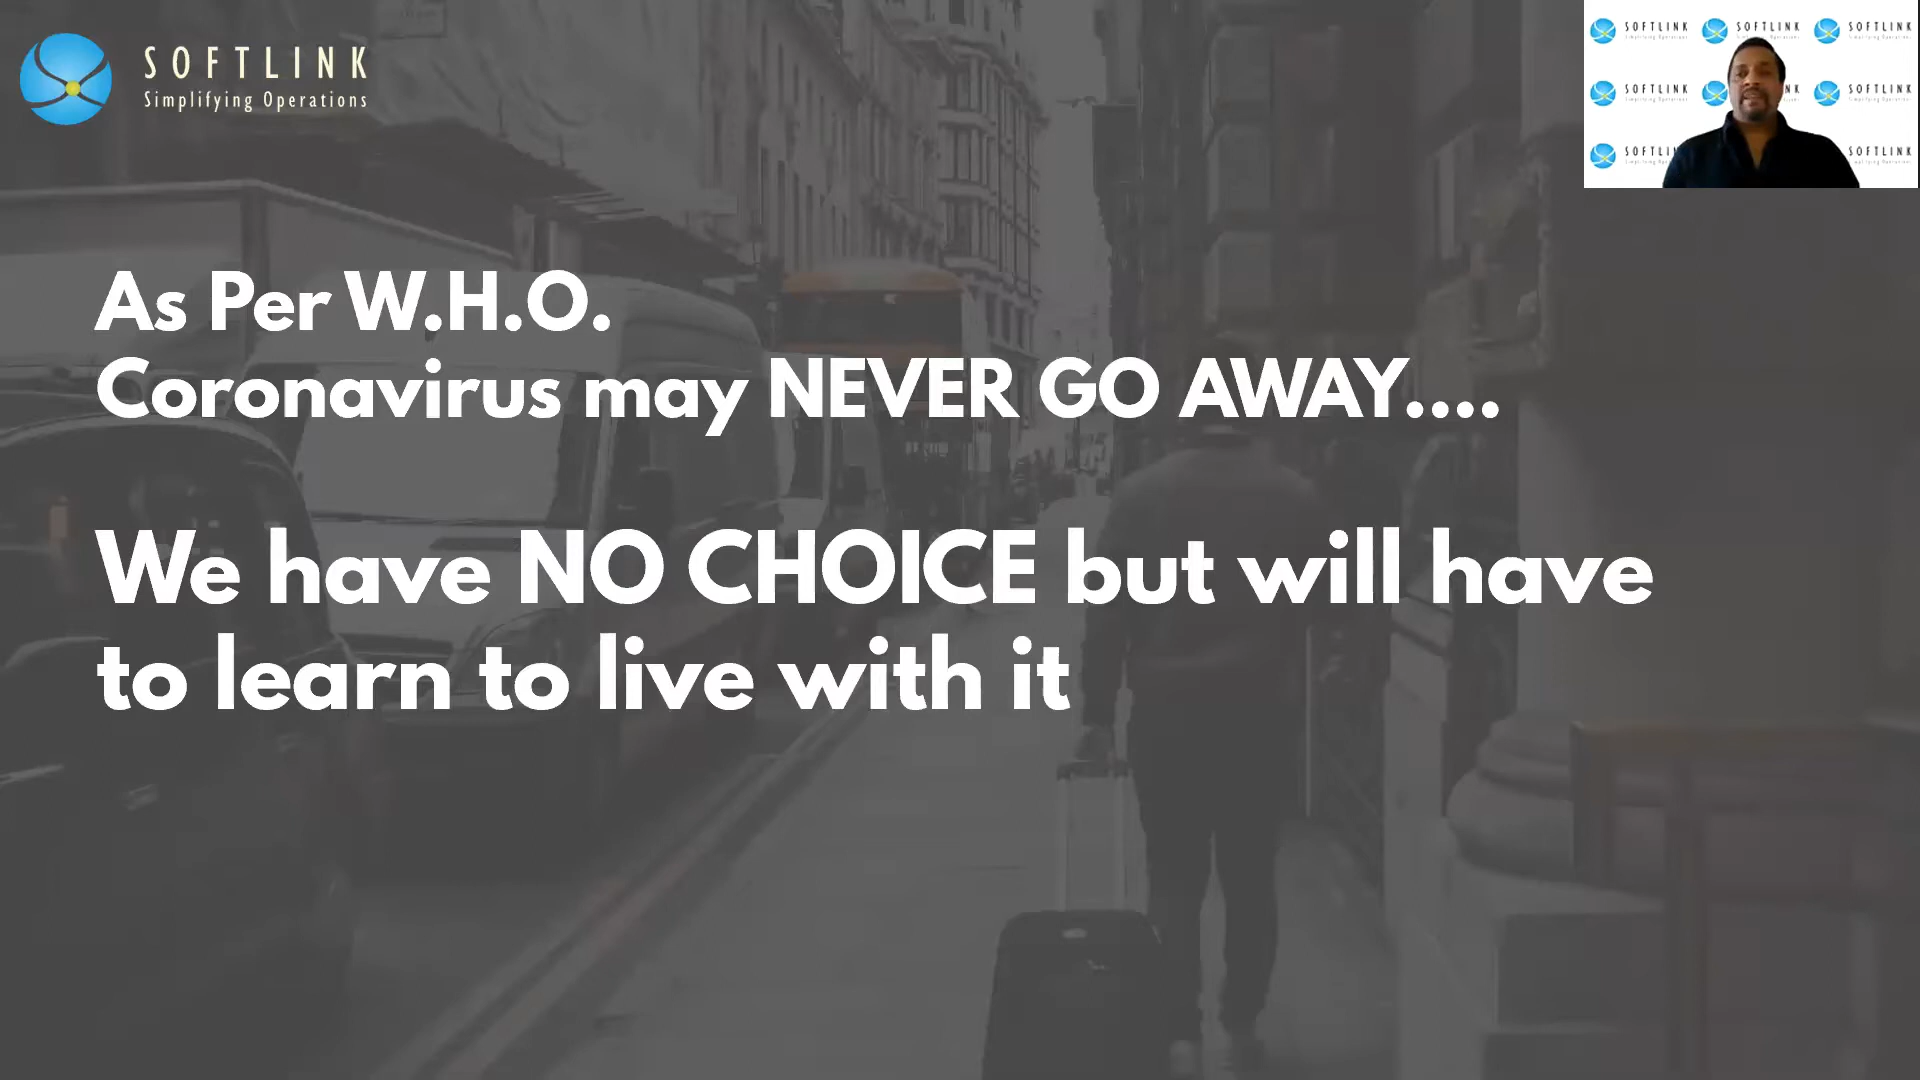 SOFTLINK
Simplifying Operations
As Per W.H.O.
Coronavirus may NEVER GO AWAY....
We have NO CHOICE but will have
to learn to live with it
SOFTLINK SOFTLINK SOFTLINK
SOFTLINK SOFTLINK
SOFTLINK